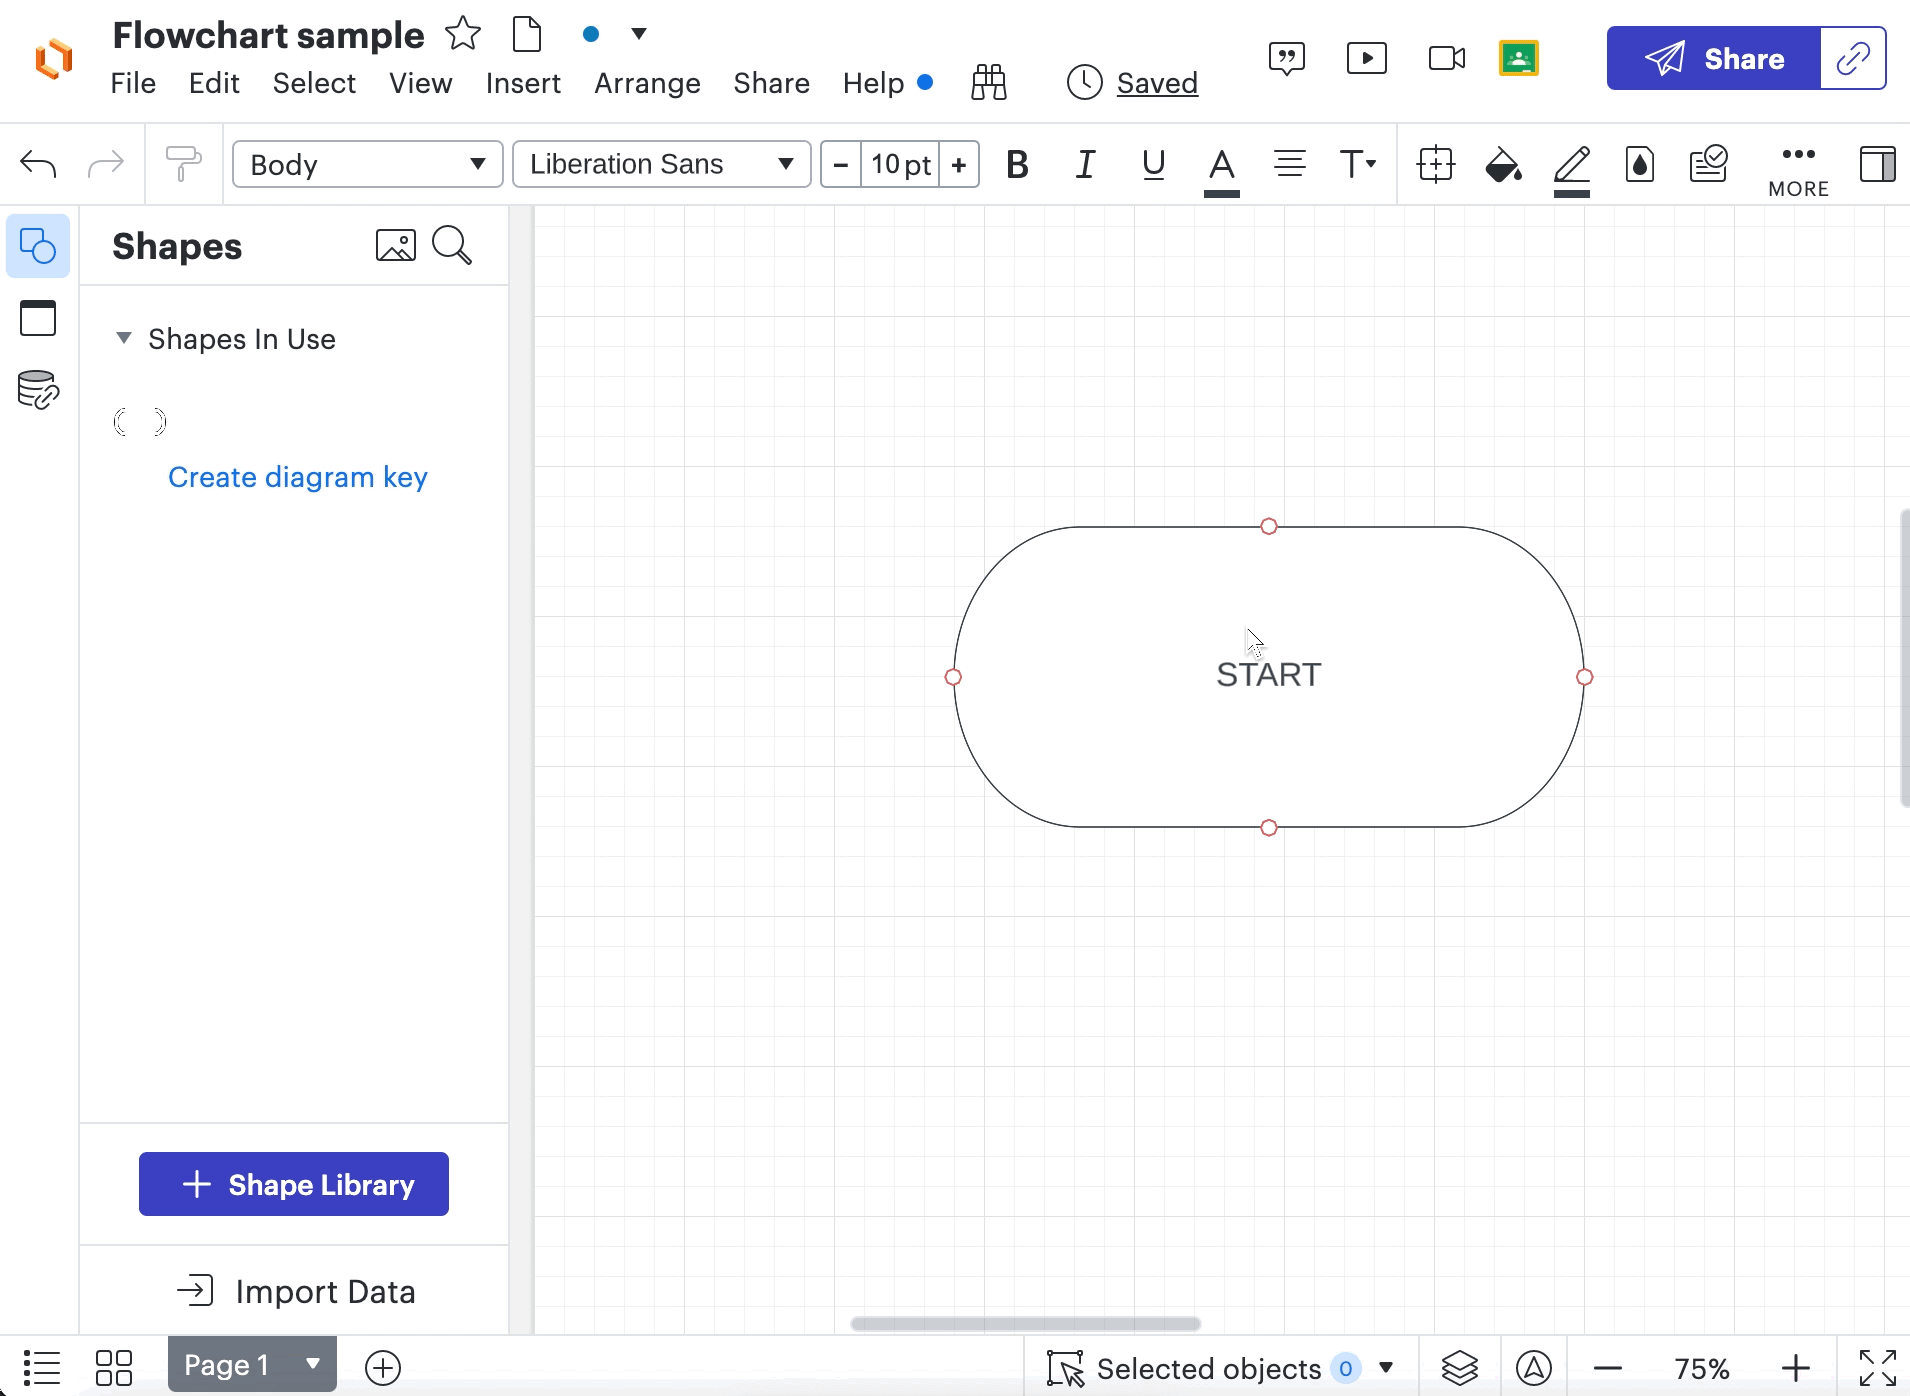 Flowchart sample
File Edit Select View Insert Arrange Share Help Saved
Share
Body Liberation Sans − 10 pt + B I U A T MORE
Shapes
Shapes In Use
Create diagram key
START
+ Shape Library
Import Data
Page 1 Selected objects 0 75%